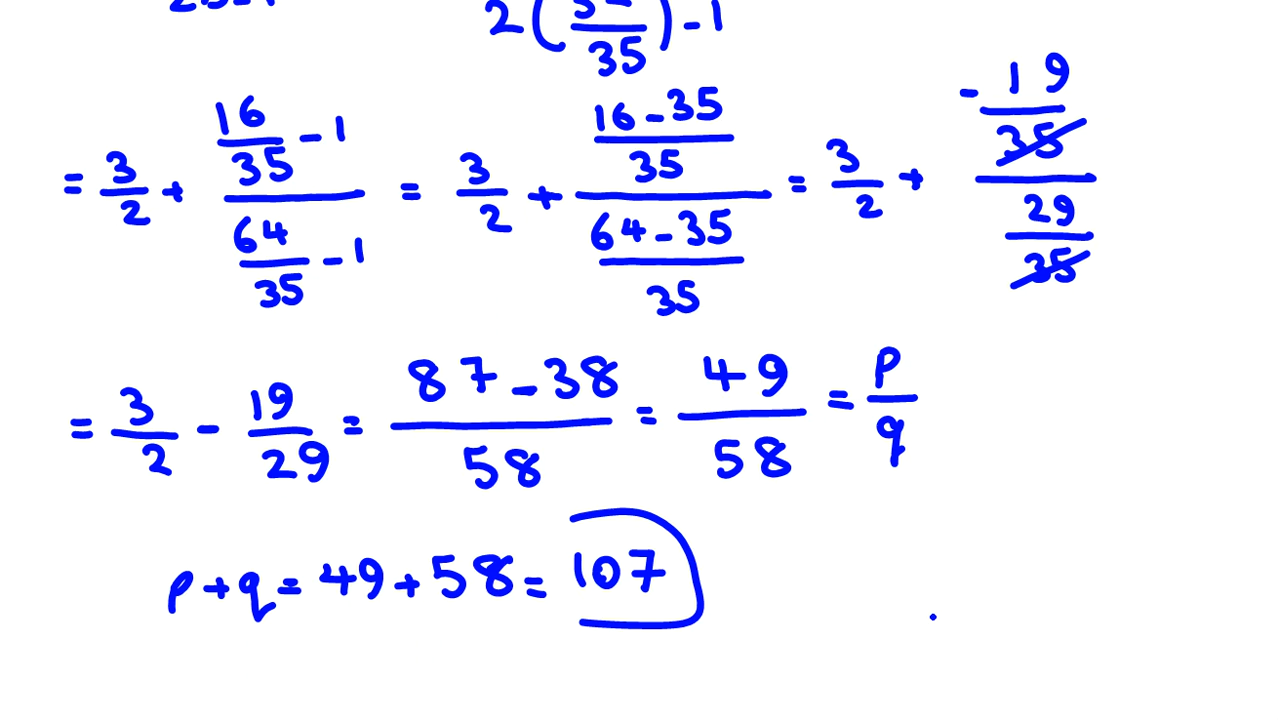 2 ( /35 ) - 1
= 3/2 + (16/35 - 1)/(64/35 - 1) = 3/2 + ((16 - 35)/35)/((64 - 35)/35) = 3/2 + (-19/35)/(29/35)
= 3/2 - 19/29 = (87 - 38)/58 = 49/58 = p/q
p + q = 49 + 58 = 107